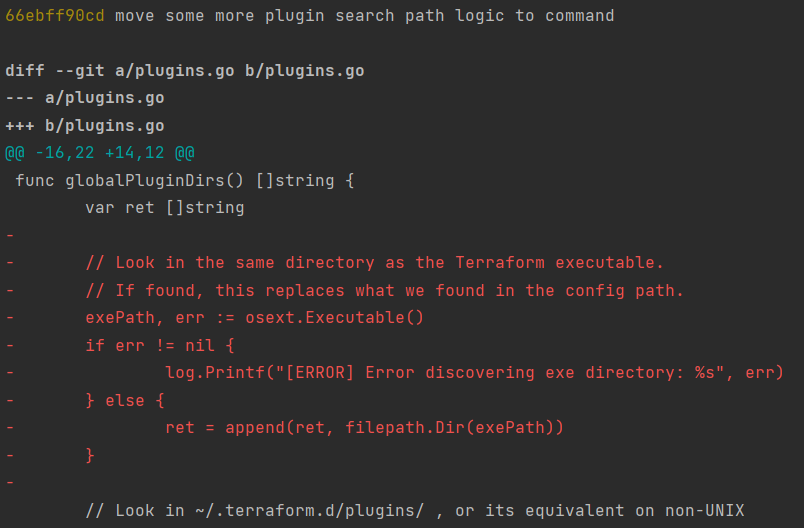 66ebff90cd move some more plugin search path logic to command

diff --git a/plugins.go b/plugins.go
--- a/plugins.go
+++ b/plugins.go
@@ -16,22 +14,12 @@
 func globalPluginDirs() []string {
        var ret []string
-
-       // Look in the same directory as the Terraform executable.
-       // If found, this replaces what we found in the config path.
-       exePath, err := osext.Executable()
-       if err != nil {
-               log.Printf("[ERROR] Error discovering exe directory: %s", err)
-       } else {
-               ret = append(ret, filepath.Dir(exePath))
-       }
-
        // Look in ~/.terraform.d/plugins/ , or its equivalent on non-UNIX